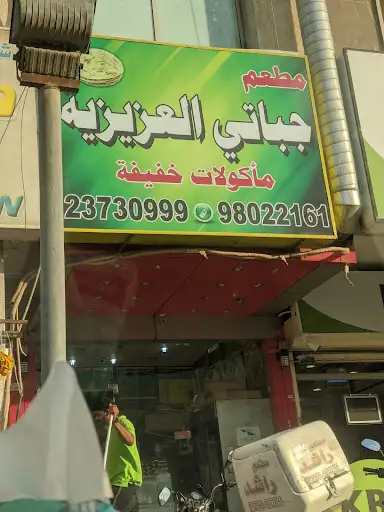 مطعم
جباتي العزيزيه
مأكولات خفيفة
23730999 98022161